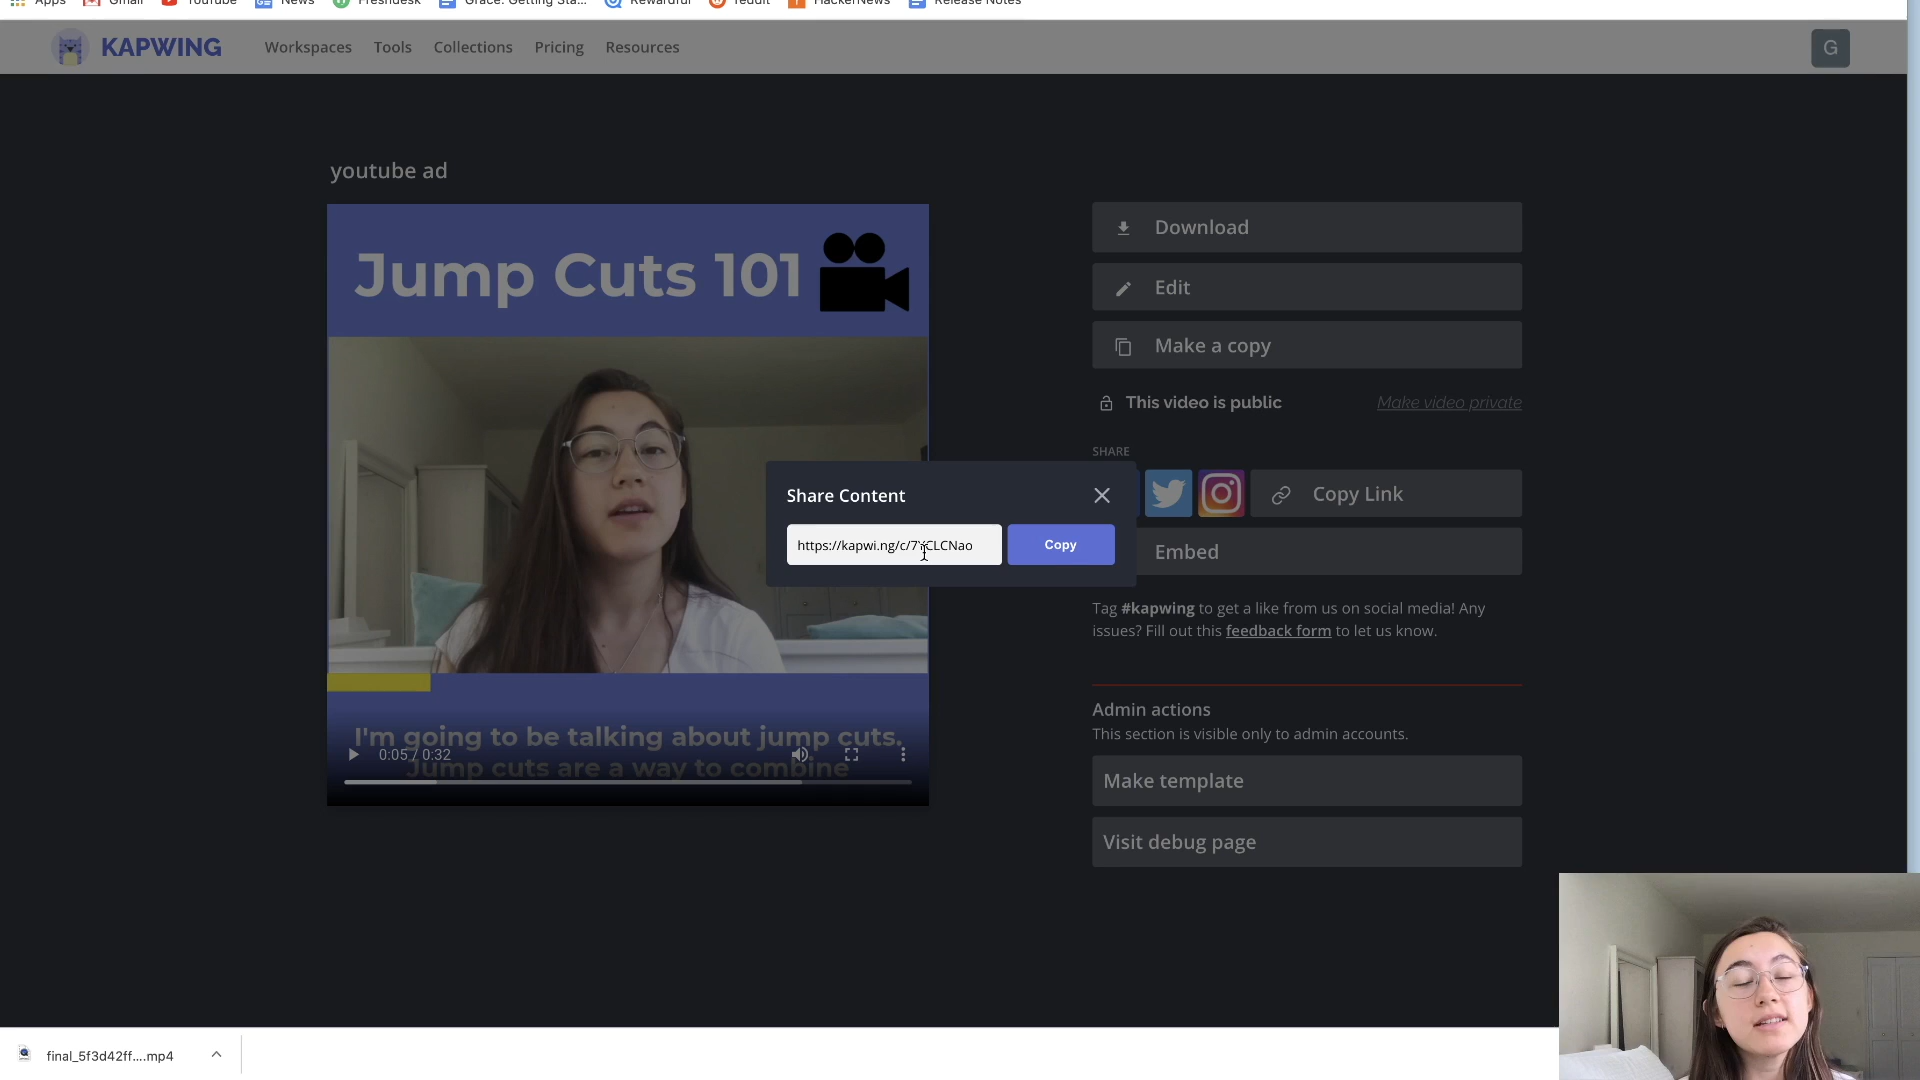 Apps Gmail YouTube News Freshdesk Grace: Getting Sta... Rewardful reddit HackerNews Release Notes
KAPWING Workspaces Tools Collections Pricing Resources G
youtube ad
Jump Cuts 101
I'm going to be talking about jump cuts.
Jump cuts are a way to combine
0:05 / 0:32
Download
Edit
Make a copy
This video is public Make video private
SHARE
Copy Link
Embed
Share Content
https://kapwi.ng/c/7YCLCNao Copy
Tag #kapwing to get a like from us on social media! Any
issues? Fill out this feedback form to let us know.
Admin actions
This section is visible only to admin accounts.
Make template
Visit debug page
final_5f3d42ff....mp4